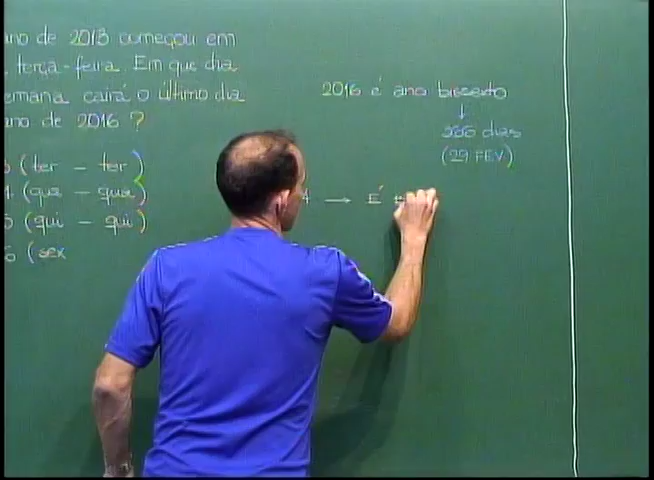 ano de 2013 começou em
terça-feira. Em que dia
semana cairá o último dia
ano de 2016 ?
(ter - ter)
(qua - qua)
(qui - qui)
(sex
2016 é ano bissexto
↓
366 dias
(29 FEV)
4 → É